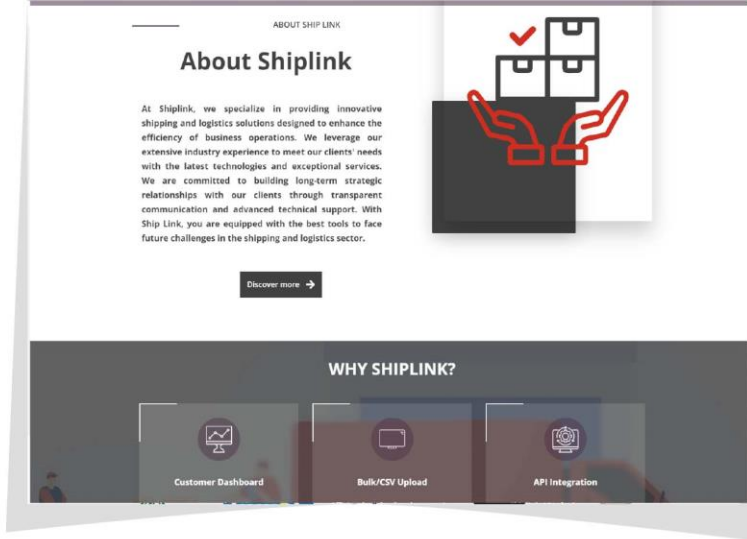 ABOUT SHIP LINK
About Shiplink
At Shiplink, we specialize in providing innovative
shipping and logistics solutions designed to enhance the
efficiency of business operations. We leverage our
extensive industry experience to meet our clients' needs
with the latest technologies and exceptional services.
We are committed to building long-term strategic
relationships with our clients through transparent
communication and advanced technical support. With
Ship Link, you are equipped with the best tools to face
future challenges in the shipping and logistics sector.
Discover more
WHY SHIPLINK?
Customer Dashboard
Bulk/CSV Upload
API Integration